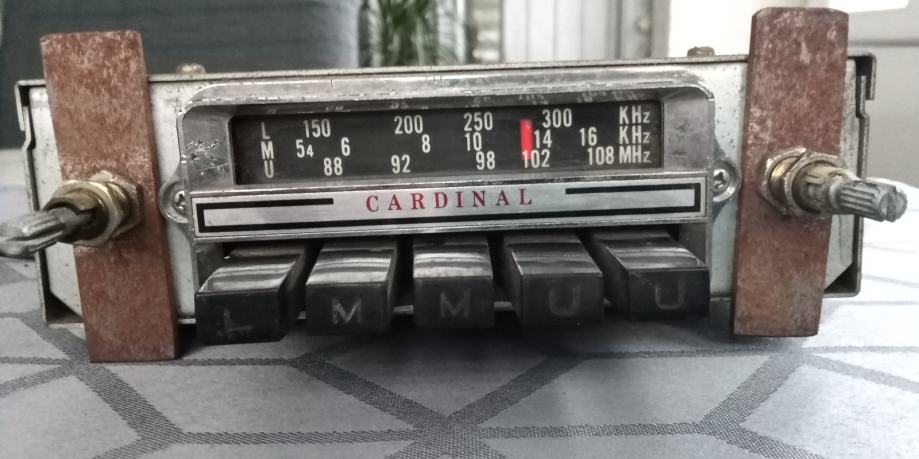 L 150 200 250 300 KHz
M 54 6 8 10 14 16 KHz
U 88 92 98 102 108 MHz
CARDINAL
L M M U U